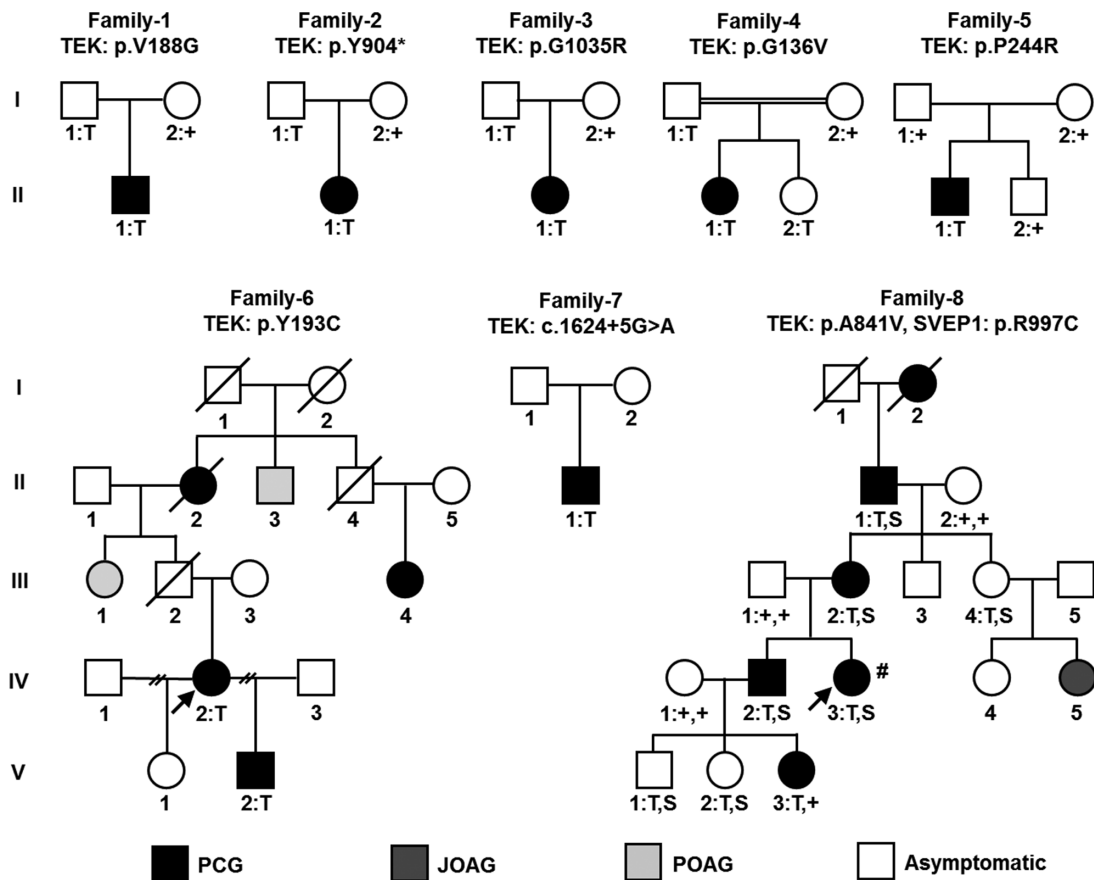 Family-1 Family-2 Family-3 Family-4 Family-5
TEK: p.V188G TEK: p.Y904* TEK: p.G1035R TEK: p.G136V TEK: p.P244R
I
1:T 2:+ 1:T 2:+ 1:T 2:+ 1:T 2:+ 1:+ 2:+
II
1:T 1:T 1:T 1:T 2:T 1:T 2:+
Family-6 Family-7 Family-8
TEK: p.Y193C TEK: c.1624+5G>A TEK: p.A841V, SVEP1: p.R997C
I
1 2 1 2 1 2
II
1 2 3 4 5 1:T 1:T,S 2:+,+
III
1 2 3 4 1:+,+ 2:T,S 3 4:T,S 5
IV #
1 2:T 3 1:+,+ 2:T,S 3:T,S 4 5
V
1 2:T 1:T,S 2:T,S 3:T,+
PCG JOAG POAG Asymptomatic